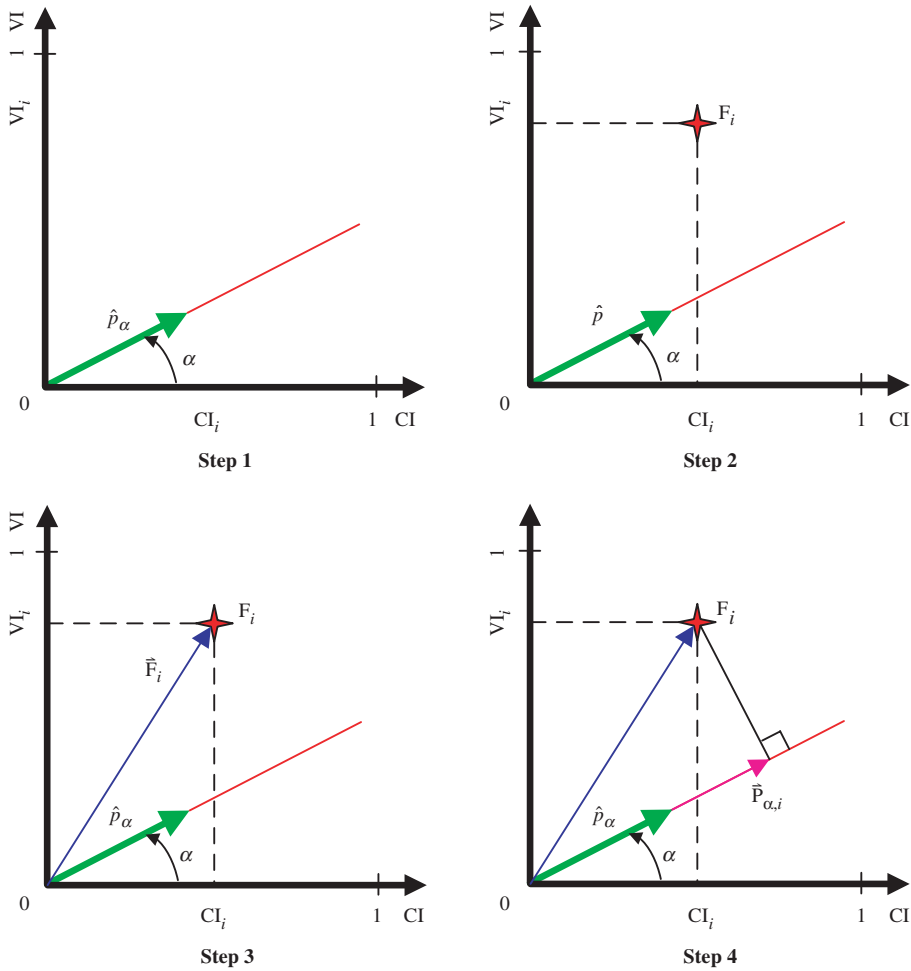 VI
1
VI_i
p̂_α
α
0
CI_i
1 CI
Step 1
VI
1
VI_i
F_i
p̂
α
0
CI_i
1 CI
Step 2
VI
1
VI_i
F_i
F⃗_i
p̂_α
α
0
CI_i
1 CI
Step 3
VI
1
VI_i
F_i
P⃗_α,i
p̂_α
α
0
CI_i
1 CI
Step 4